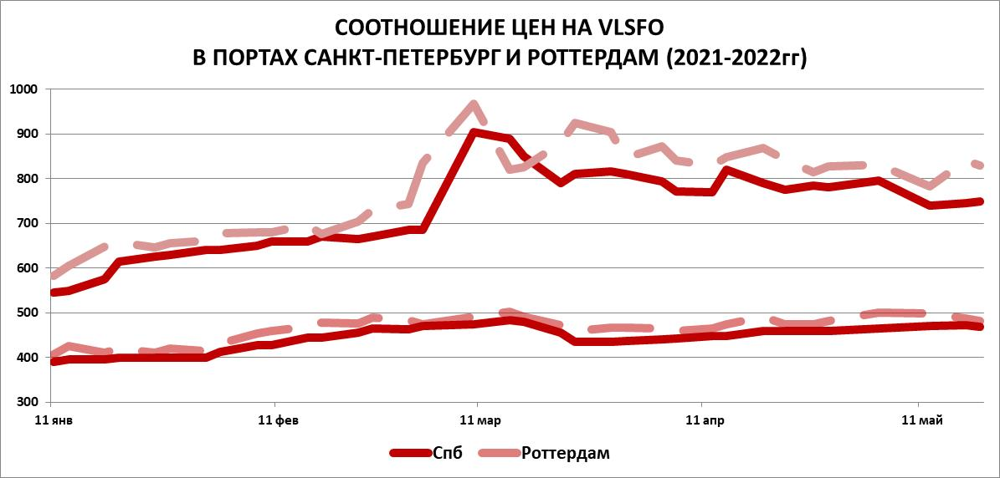 СООТНОШЕНИЕ ЦЕН НА VLSFO
В ПОРТАХ САНКТ-ПЕТЕРБУРГ И РОТТЕРДАМ (2021-2022гг)
1000
900
800
700
600
500
400
300
11 янв 11 фев 11 мар 11 апр 11 май
Спб Роттердам